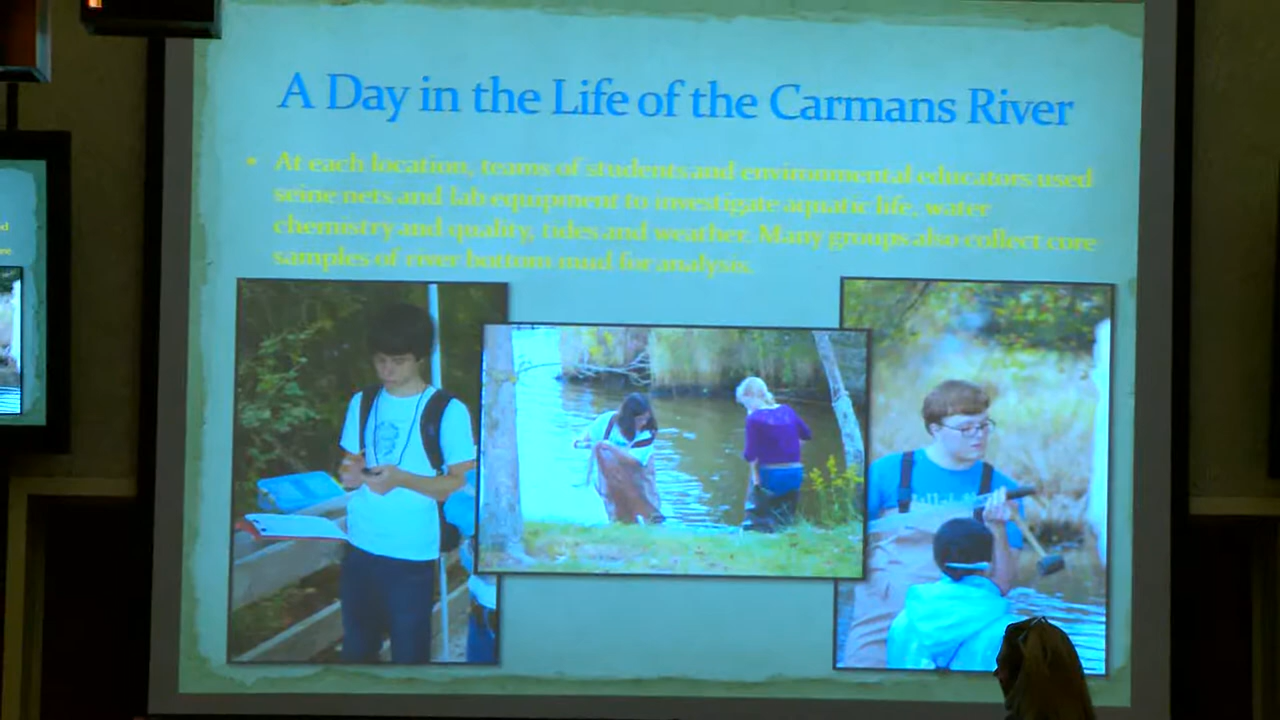 A Day in the Life of the Carmans River
• At each location, teams of students and environmental educators used
seine nets and lab equipment to investigate aquatic life, water
chemistry and quality, tides and weather. Many groups also collect core
samples of river bottom mud for analysis.